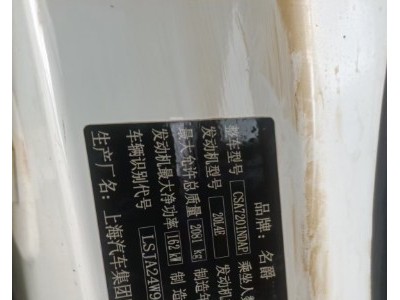 品牌：名爵
整车型号 CSA7201NDAP 乘坐人
发动机型号 20L4E 制造年
最大允许总质量 2081 kg
发动机最大净功率 162 kW 制造
车辆识别代号 LSJA24W9
生产厂名：上海汽车集团